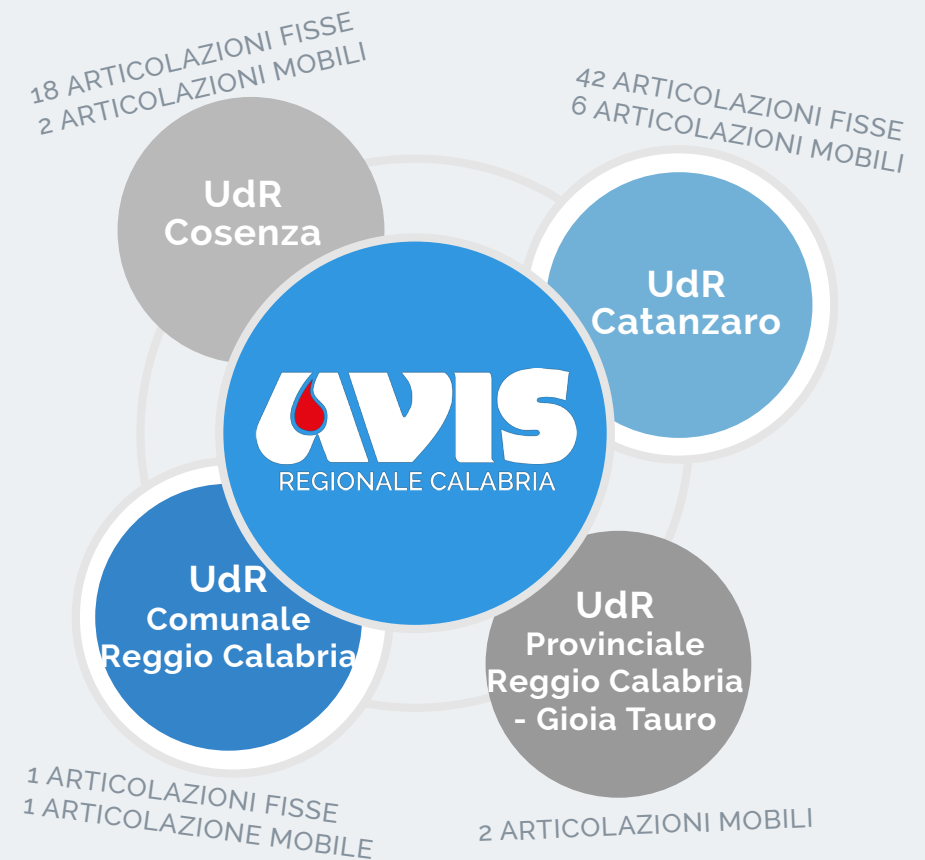 18 ARTICOLAZIONI FISSE
2 ARTICOLAZIONI MOBILI
42 ARTICOLAZIONI FISSE
6 ARTICOLAZIONI MOBILI
UdR
Cosenza
UdR
Catanzaro
AVIS
REGIONALE CALABRIA
UdR
Comunale
Reggio Calabria
UdR
Provinciale
Reggio Calabria
- Gioia Tauro
1 ARTICOLAZIONI FISSE
1 ARTICOLAZIONE MOBILE
2 ARTICOLAZIONI MOBILI